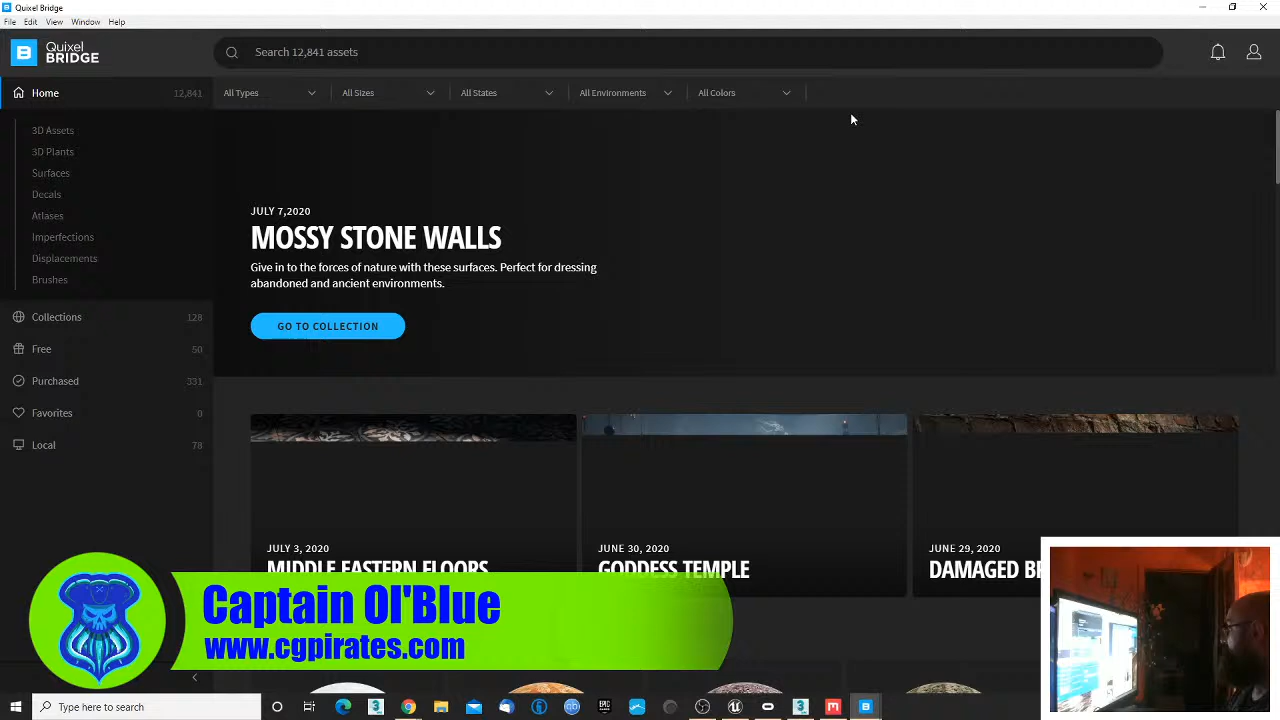 Quixel Bridge
File Edit View Window Help
Quixel
BRIDGE
Search 12,841 assets
Home 12,841
All Types All Sizes All States All Environments All Colors
3D Assets
3D Plants
Surfaces
Decals
Atlases
Imperfections
Displacements
Brushes
Collections 128
Free 50
Purchased 331
Favorites 0
Local 78
JULY 7,2020
MOSSY STONE WALLS
Give in to the forces of nature with these surfaces. Perfect for dressing
abandoned and ancient environments.
GO TO COLLECTION
JULY 3, 2020
MIDDLE EASTERN FLOORS
JUNE 30, 2020
GODDESS TEMPLE
JUNE 29, 2020
DAMAGED
Captain Ol'Blue
www.cgpirates.com
Type here to search